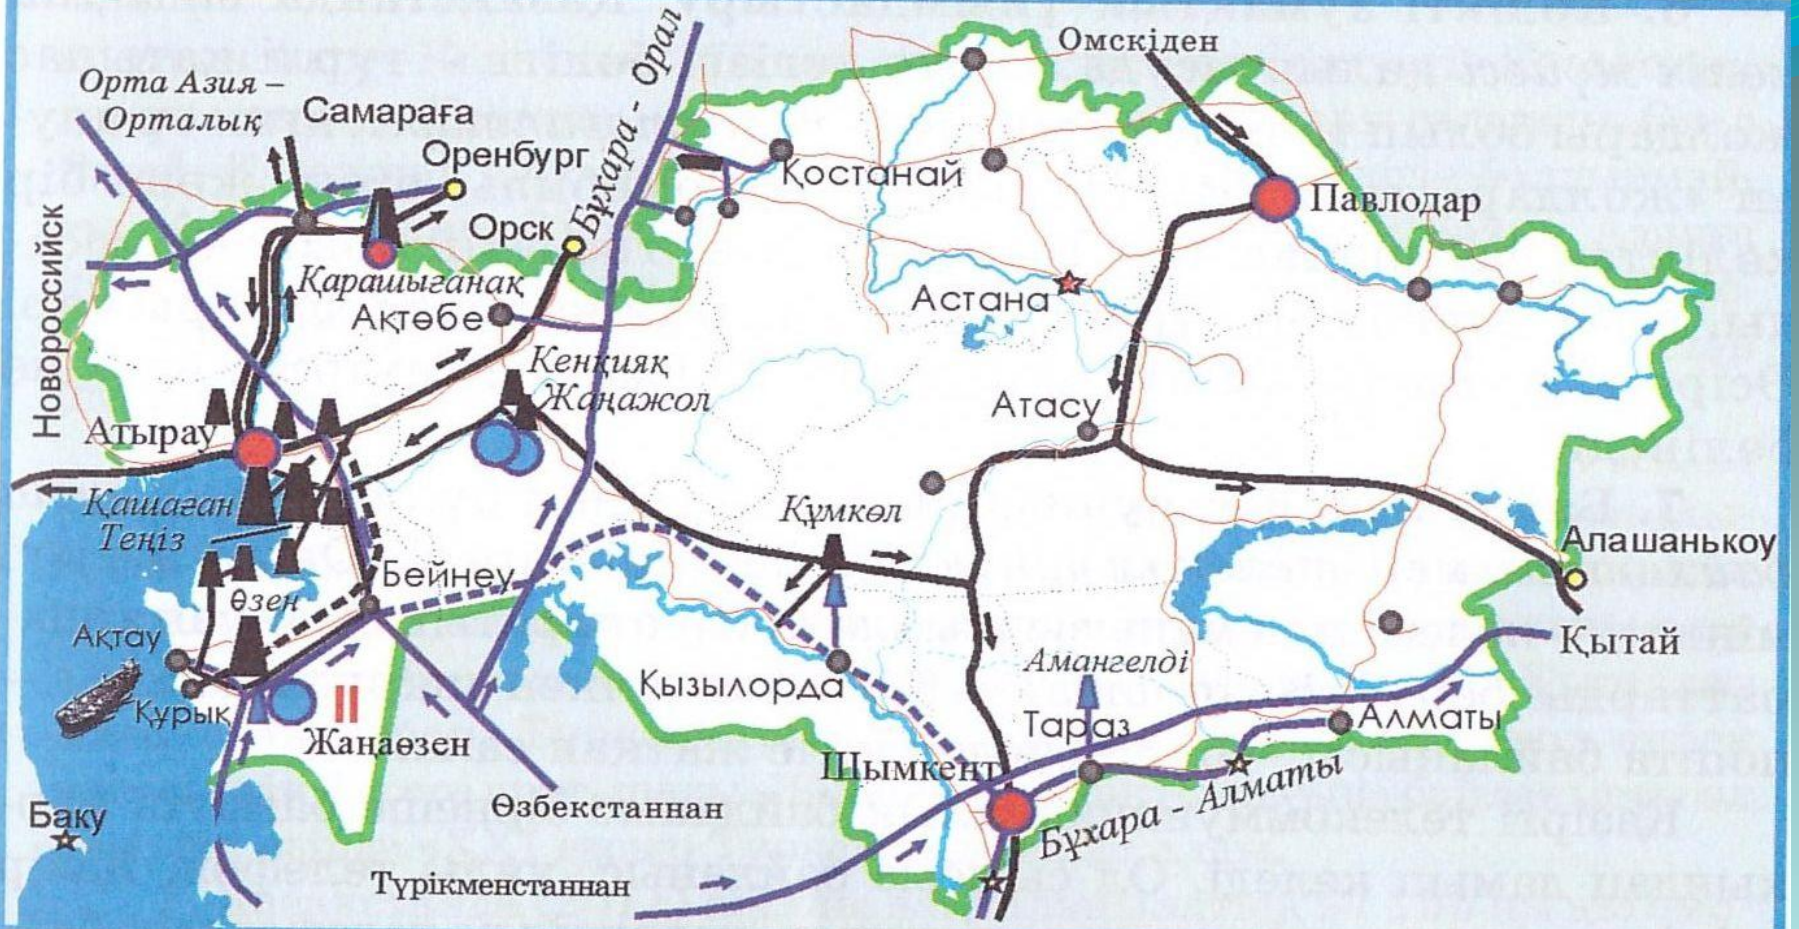 Омскіден
Орта Азия –
Орталық
Самараға
Бұхара - Орал
Оренбург
Қостанай
Павлодар
Новороссийск
Орск
Қарашығанақ
Астана
Ақтөбе
Кенқияқ
Жаңажол
Атасу
Атырау
Қашаған
Теңіз
Құмкөл
Алашанькоу
Бейнеу
өзен
Ақтау
Қытай
Амангелді
Қызылорда
Құрық
II
Тараз
Алматы
Жаңаөзен
Шымкент
Өзбекстаннан
Баку
Бұхара - Алматы
Түрікменстаннан